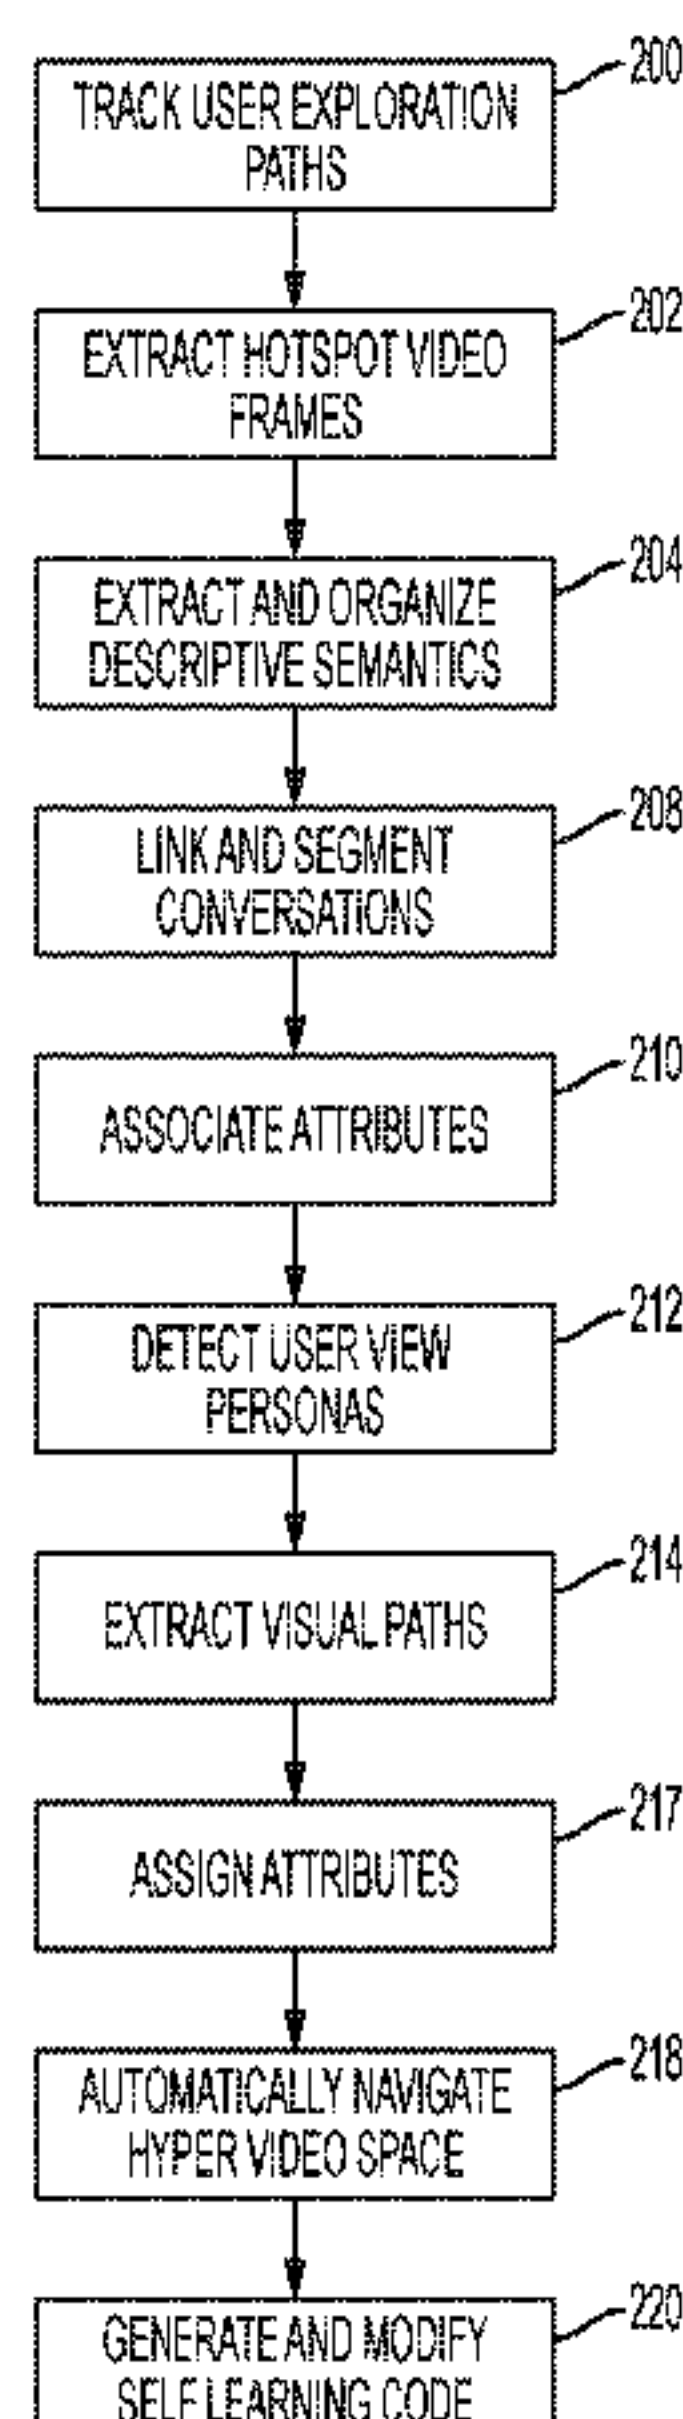 200
TRACK USER EXPLORATION
PATHS
202
EXTRACT HOTSPOT VIDEO
FRAMES
204
EXTRACT AND ORGANIZE
DESCRIPTIVE SEMANTICS
208
LINK AND SEGMENT
CONVERSATIONS
210
ASSOCIATE ATTRIBUTES
212
DETECT USER VIEW
PERSONAS
214
EXTRACT VISUAL PATHS
217
ASSIGN ATTRIBUTES
218
AUTOMATICALLY NAVIGATE
HYPER VIDEO SPACE
220
GENERATE AND MODIFY
SELF LEARNING CODE